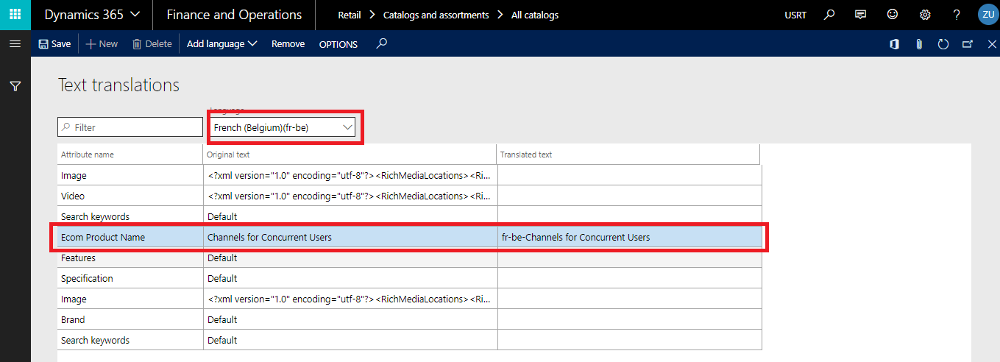 Dynamics 365 Finance and Operations Retail > Catalogs and assortments > All catalogs USRT ? ZU
Save + New Delete Add language Remove OPTIONS
Text translations
Language
Filter French (Belgium)(fr-be)
Attribute name Original text Translated text
Image <?xml version="1.0" encoding="utf-8"?><RichMediaLocations><Ri...
Video <?xml version="1.0" encoding="utf-8"?><RichMediaLocations><Ri...
Search keywords Default
Ecom Product Name Channels for Concurrent Users fr-be-Channels for Concurrent Users
Features Default
Specification Default
Image <?xml version="1.0" encoding="utf-8"?><RichMediaLocations><Ri...
Brand Default
Search keywords Default